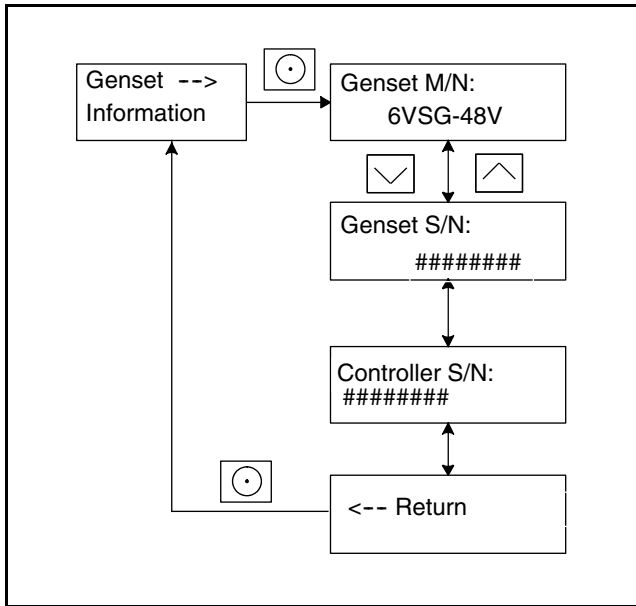 Genset -->
Information
Genset M/N:
6VSG-48V
Genset S/N:
########
Controller S/N:
########
<-- Return